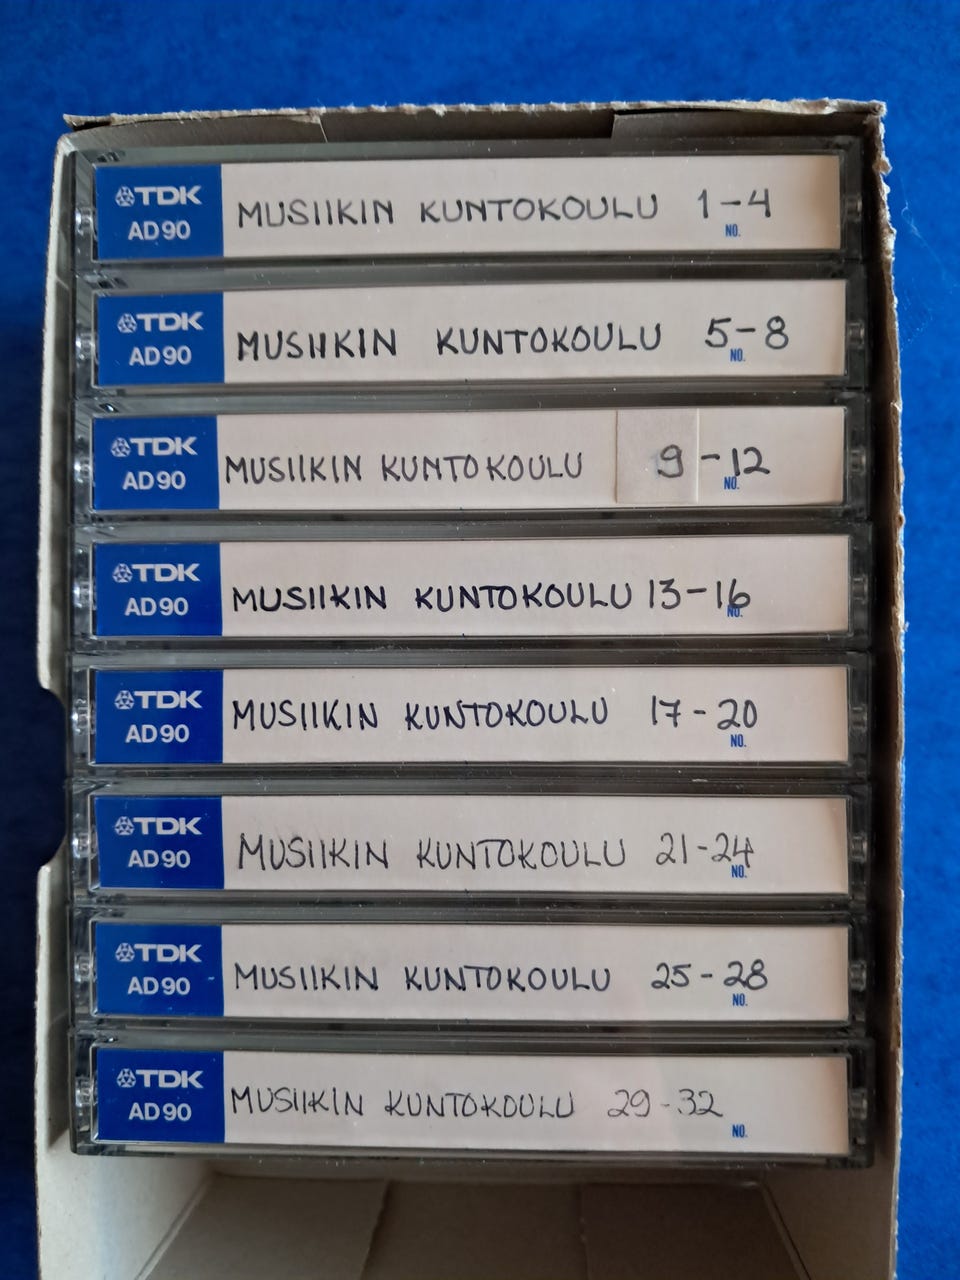 TDK
AD90
MUSIIKIN KUNTOKOULU 1-4
NO.
TDK
AD90
MUSIIKIN KUNTOKOULU 5-8
NO.
TDK
AD90
MUSIIKIN KUNTOKOULU 9-12
NO.
TDK
AD90
MUSIIKIN KUNTOKOULU 13-16
NO.
TDK
AD90
MUSIIKIN KUNTOKOULU 17-20
NO.
TDK
AD90
MUSIIKIN KUNTOKOULU 21-24
NO.
TDK
AD90
MUSIIKIN KUNTOKOULU 25-28
NO.
TDK
AD90
MUSIIKIN KUNTOKOULU 29-32
NO.